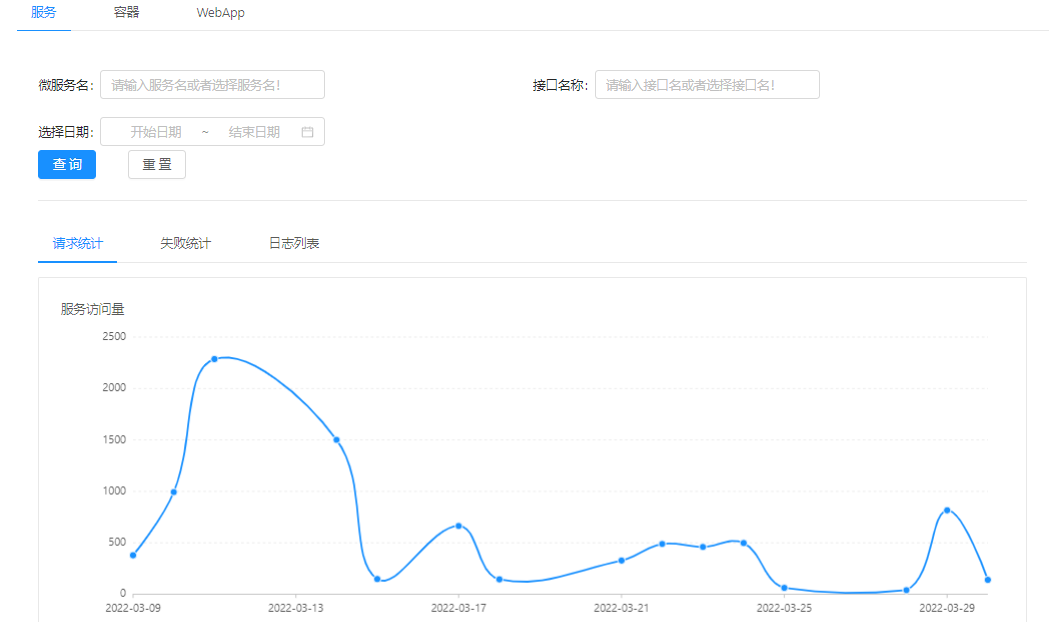 服务 容器 WebApp
微服务名: 请输入服务名或者选择服务名! 接口名称: 请输入接口名或者选择接口名!
选择日期: 开始日期 ~ 结束日期
查 询 重 置
请求统计 失败统计 日志列表
服务访问量
2500
2000
1500
1000
500
0
2022-03-09 2022-03-13 2022-03-17 2022-03-21 2022-03-25 2022-03-29